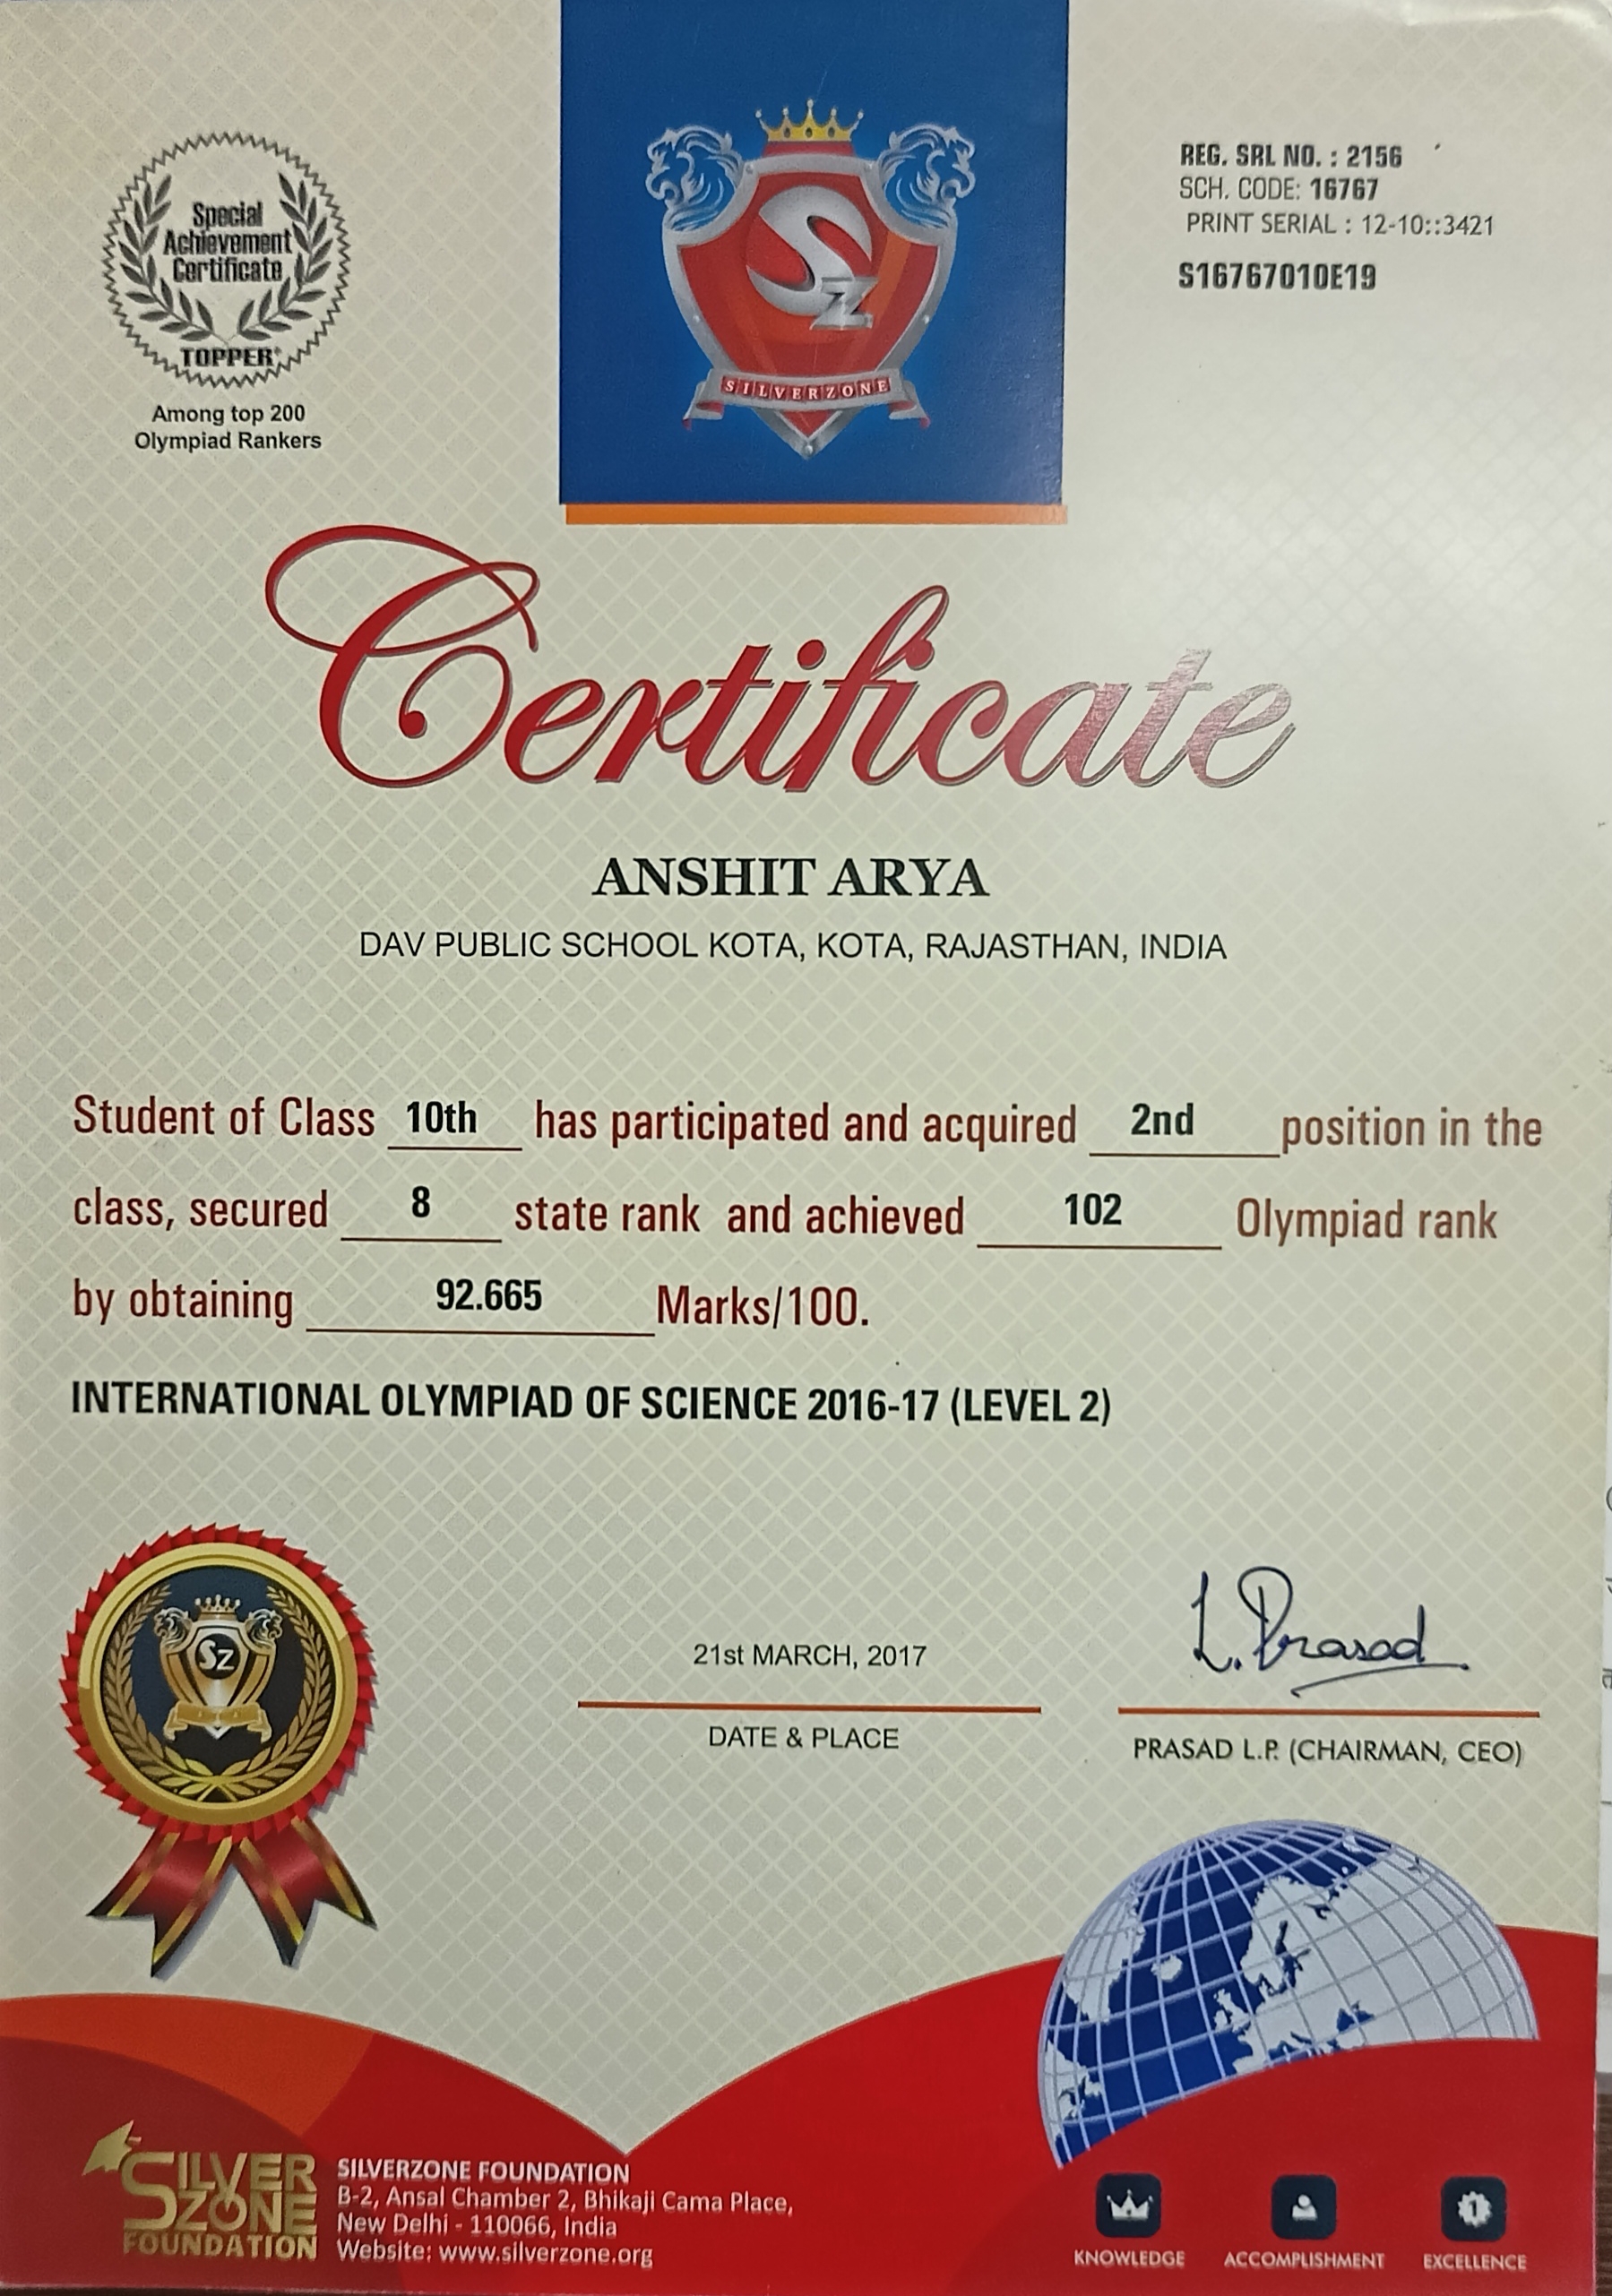 Special
Achievement
Certificate
TOPPER
Among top 200
Olympiad Rankers
SZ
SILVERZONE
REG. SRL NO. : 2156
SCH. CODE: 16767
PRINT SERIAL : 12-10::3421
S16767010E19
Certificate
ANSHIT ARYA
DAV PUBLIC SCHOOL KOTA, KOTA, RAJASTHAN, INDIA
Student of Class 10th has participated and acquired 2nd position in the
class, secured 8 state rank and achieved 102 Olympiad rank
by obtaining 92.665 Marks/100.
INTERNATIONAL OLYMPIAD OF SCIENCE 2016-17 (LEVEL 2)
SZ
21st MARCH, 2017
DATE & PLACE
L. Prasad
PRASAD L.P. (CHAIRMAN, CEO)
SILVER
ZONE
FOUNDATION
SILVERZONE FOUNDATION
B-2, Ansal Chamber 2, Bhikaji Cama Place,
New Delhi - 110066, India
Website: www.silverzone.org
1
KNOWLEDGE ACCOMPLISHMENT EXCELLENCE